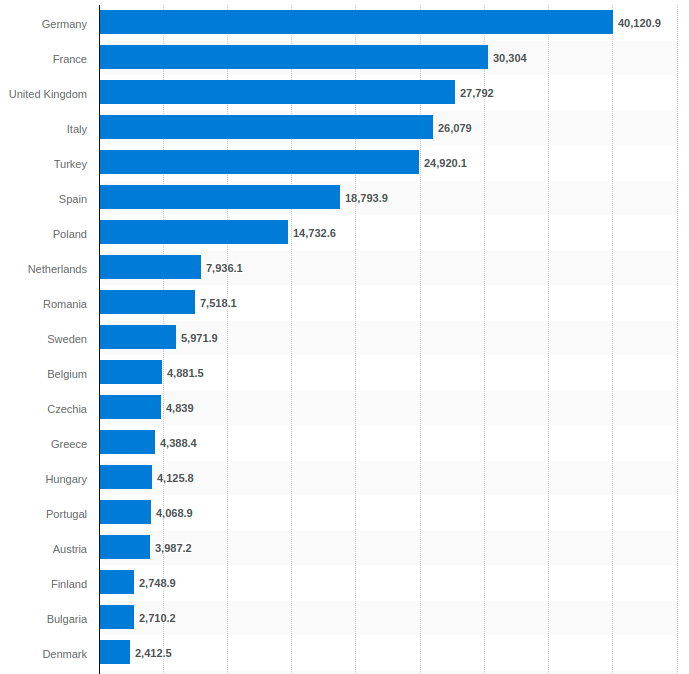 Germany 40,120.9
France 30,304
United Kingdom 27,792
Italy 26,079
Turkey 24,920.1
Spain 18,793.9
Poland 14,732.6
Netherlands 7,936.1
Romania 7,518.1
Sweden 5,971.9
Belgium 4,881.5
Czechia 4,839
Greece 4,388.4
Hungary 4,125.8
Portugal 4,068.9
Austria 3,987.2
Finland 2,748.9
Bulgaria 2,710.2
Denmark 2,412.5